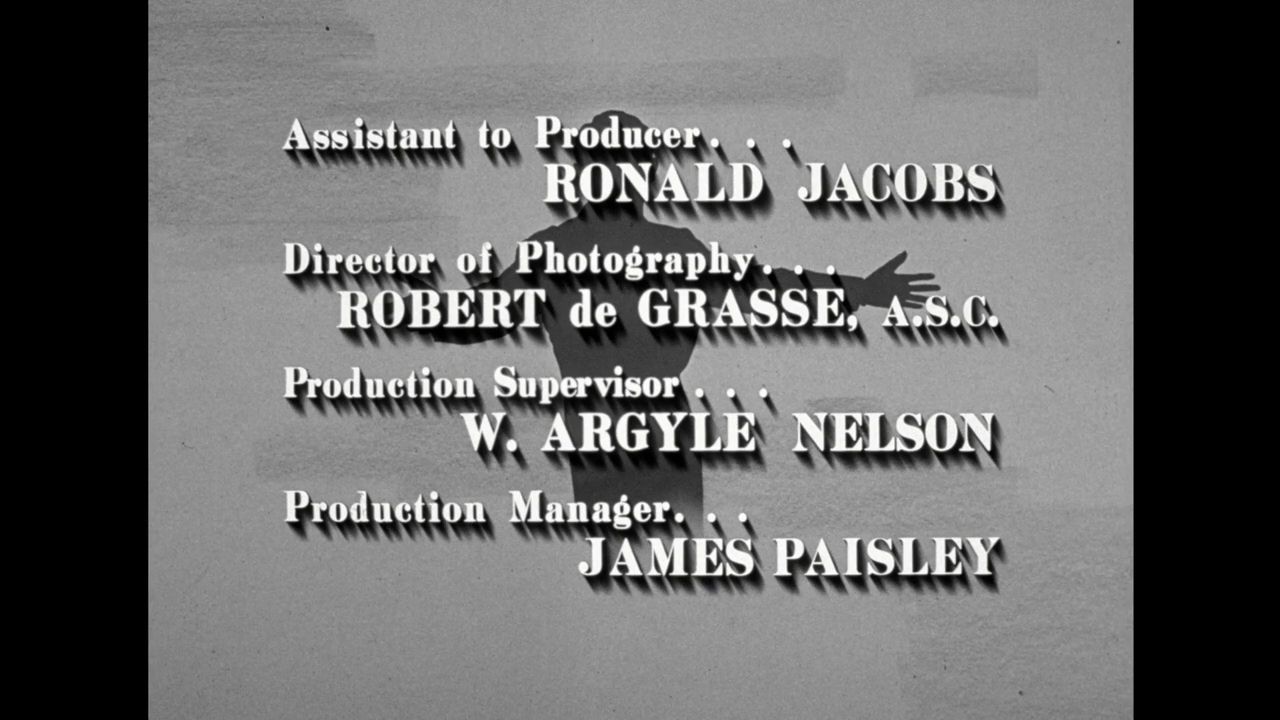 Assistant to Producer. . .
RONALD JACOBS
Director of Photography. . .
ROBERT de GRASSE, A.S.C.
Production Supervisor . . .
W. ARGYLE NELSON
Production Manager. . .
JAMES PAISLEY